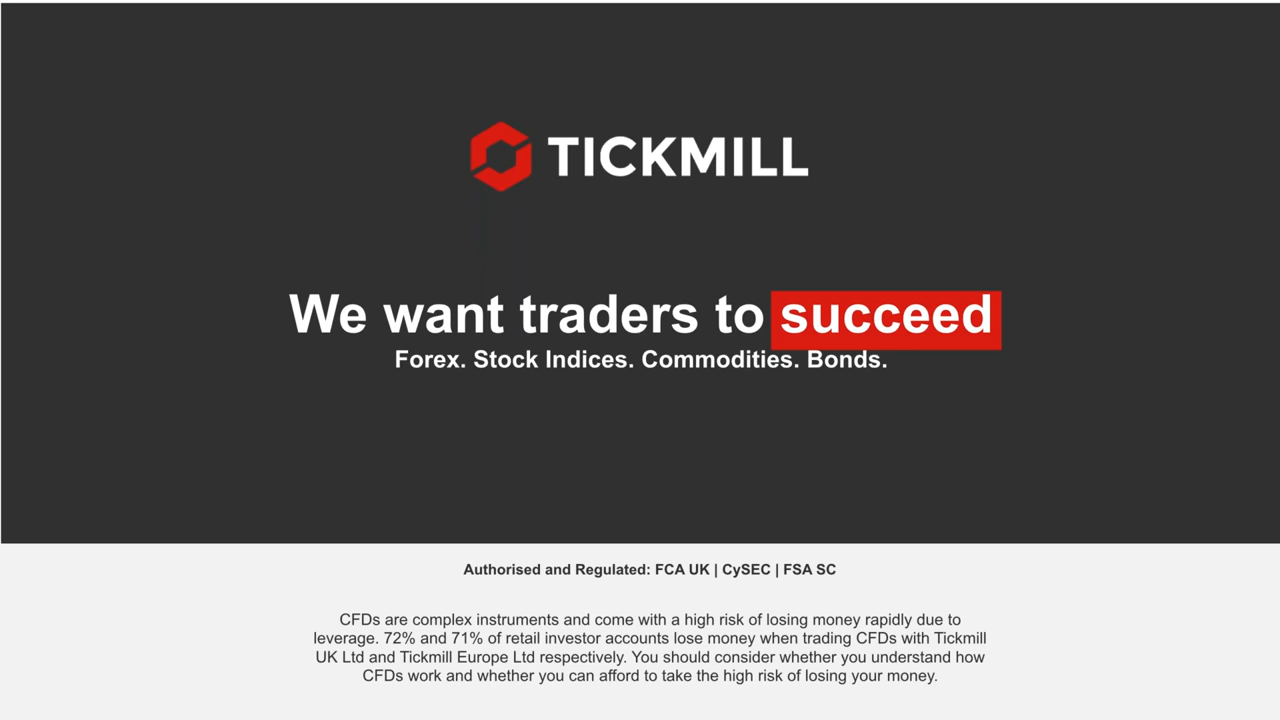 TICKMILL
We want traders to succeed
Forex. Stock Indices. Commodities. Bonds.
Authorised and Regulated: FCA UK | CySEC | FSA SC
CFDs are complex instruments and come with a high risk of losing money rapidly due to
leverage. 72% and 71% of retail investor accounts lose money when trading CFDs with Tickmill
UK Ltd and Tickmill Europe Ltd respectively. You should consider whether you understand how
CFDs work and whether you can afford to take the high risk of losing your money.